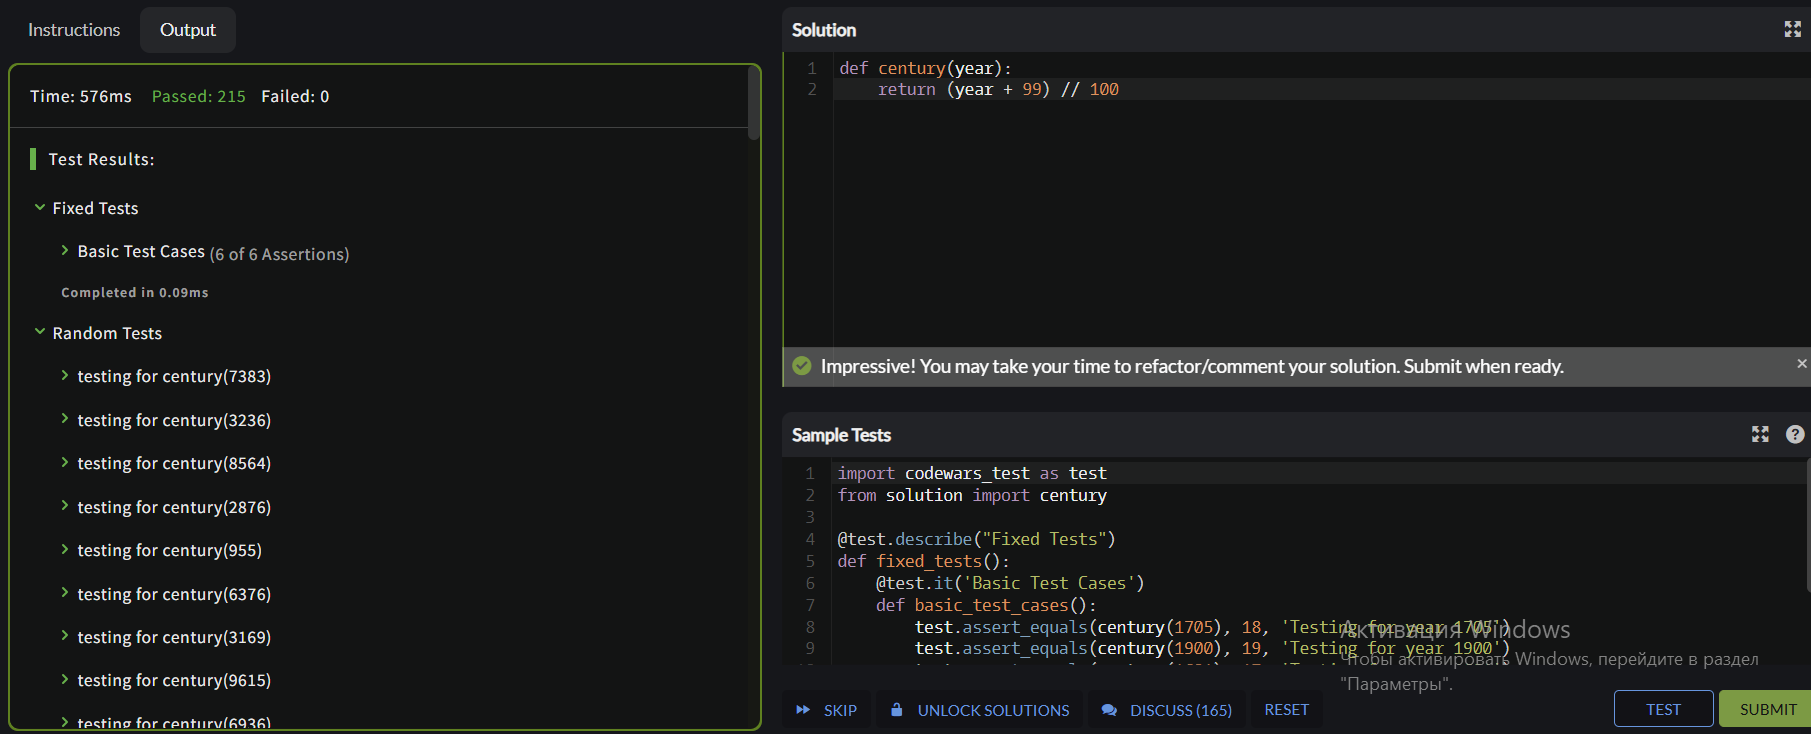 Instructions
Output
Time: 576ms Passed: 215 Failed: 0
Test Results:
Fixed Tests
Basic Test Cases (6 of 6 Assertions)
Completed in 0.09ms
Random Tests
testing for century(7383)
testing for century(3236)
testing for century(8564)
testing for century(2876)
testing for century(955)
testing for century(6376)
testing for century(3169)
testing for century(9615)
testing for century(6936)
Solution
1 def century(year):
2     return (year + 99) // 100
Impressive! You may take your time to refactor/comment your solution. Submit when ready.
Sample Tests
1 import codewars_test as test
2 from solution import century
3
4 @test.describe("Fixed Tests")
5 def fixed_tests():
6     @test.it('Basic Test Cases')
7     def basic_test_cases():
8         test.assert_equals(century(1705), 18, 'Testing for year 1705')
9         test.assert_equals(century(1900), 19, 'Testing for year 1900')
Активация Windows
Чтобы активировать Windows, перейдите в раздел
"Параметры".
SKIP
UNLOCK SOLUTIONS
DISCUSS (165)
RESET
TEST
SUBMIT